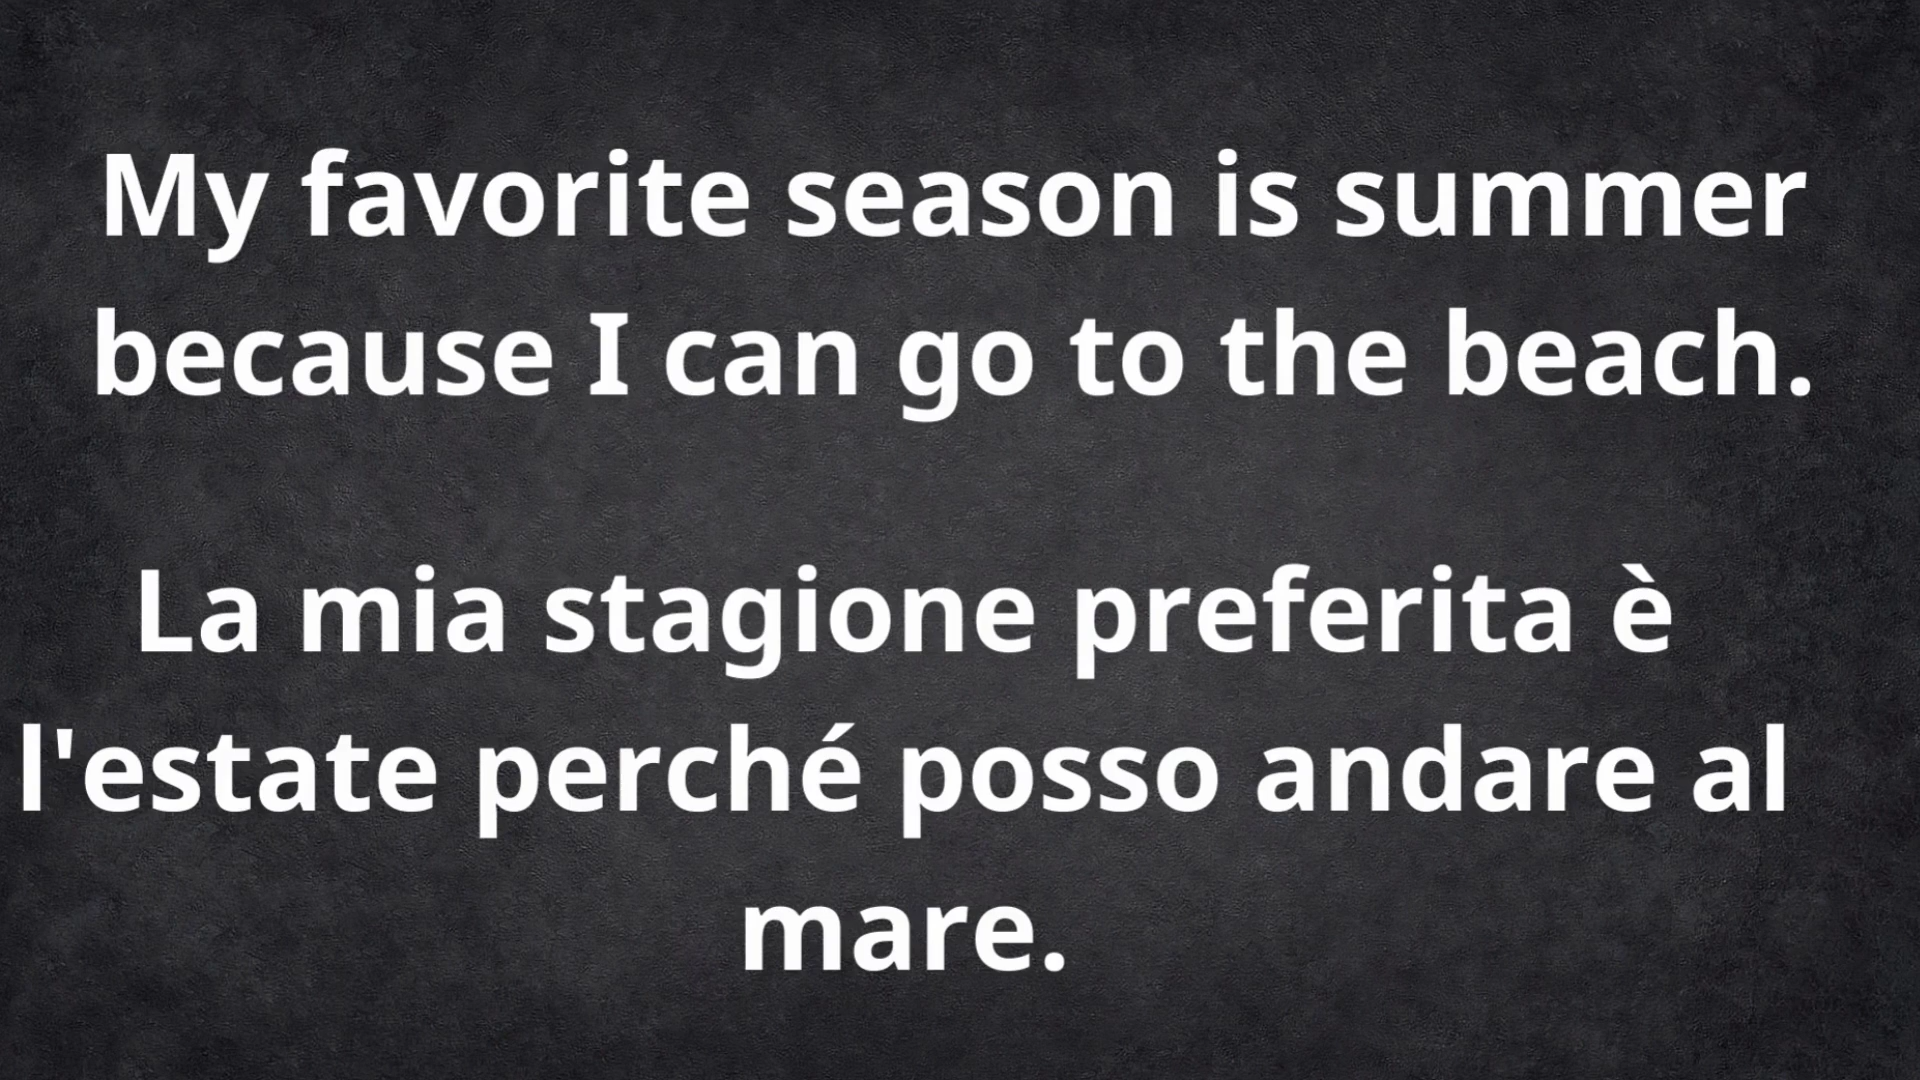 My favorite season is summer
because I can go to the beach.
La mia stagione preferita è
l'estate perché posso andare al
mare.